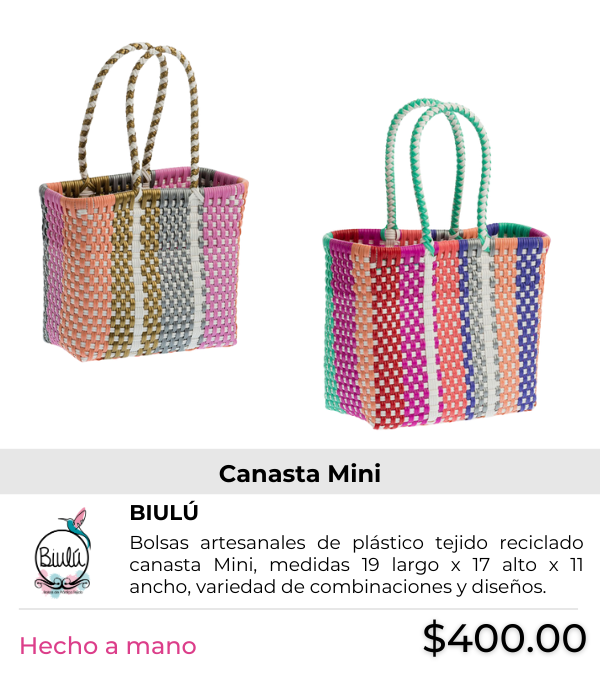 Canasta Mini
BIULÚ
Bolsas artesanales de plástico tejido reciclado
canasta Mini, medidas 19 largo x 17 alto x 11
ancho, variedad de combinaciones y diseños.
Biulú
Hecho a mano
$400.00